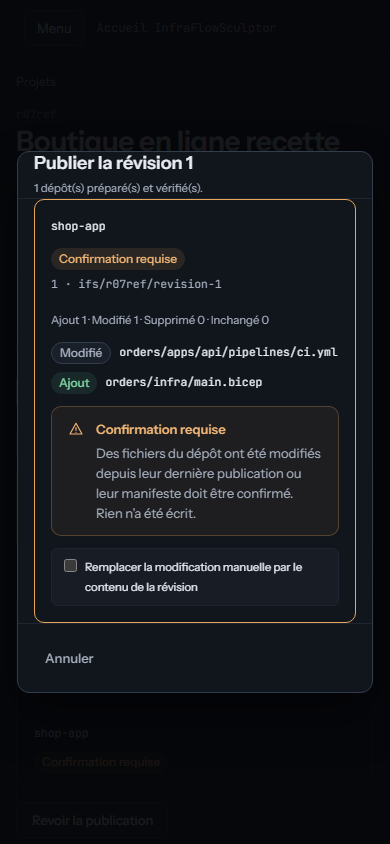 Menu
Accueil InfraFlowSculptor
Projets
r07ref
Boutique en ligne recette
Publier la révision 1
1 dépôt(s) préparé(s) et vérifié(s).
shop-app
Confirmation requise
1 · ifs/r07ref/revision-1
Ajout 1 · Modifié 1 · Supprimé 0 · Inchangé 0
Modifié orders/apps/api/pipelines/ci.yml
Ajout orders/infra/main.bicep
Confirmation requise
Des fichiers du dépôt ont été modifiés
depuis leur dernière publication ou
leur manifeste doit être confirmé.
Rien n'a été écrit.
Remplacer la modification manuelle par le
contenu de la révision
Annuler
shop-app
Confirmation requise
Revoir la publication